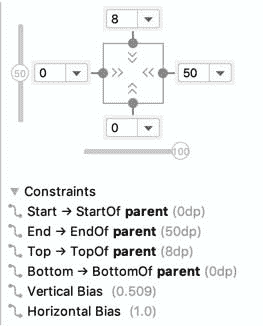 8
50
0
50
0
100
Constraints
Start → StartOf parent (0dp)
End → EndOf parent (50dp)
Top → TopOf parent (8dp)
Bottom → BottomOf parent (0dp)
Vertical Bias (0.509)
Horizontal Bias (1.0)